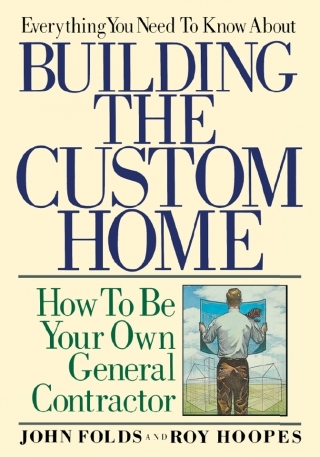 Everything You Need To Know About
BUILDING
THE
CUSTOM
HOME
How To Be
Your Own
General
Contractor
JOHN FOLDS AND ROY HOOPES